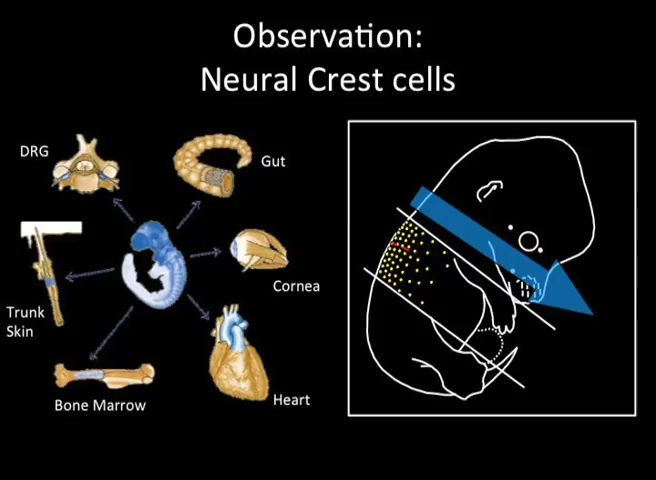 Observation:
Neural Crest cells
DRG
Gut
Cornea
Trunk
Skin
Bone Marrow
Heart